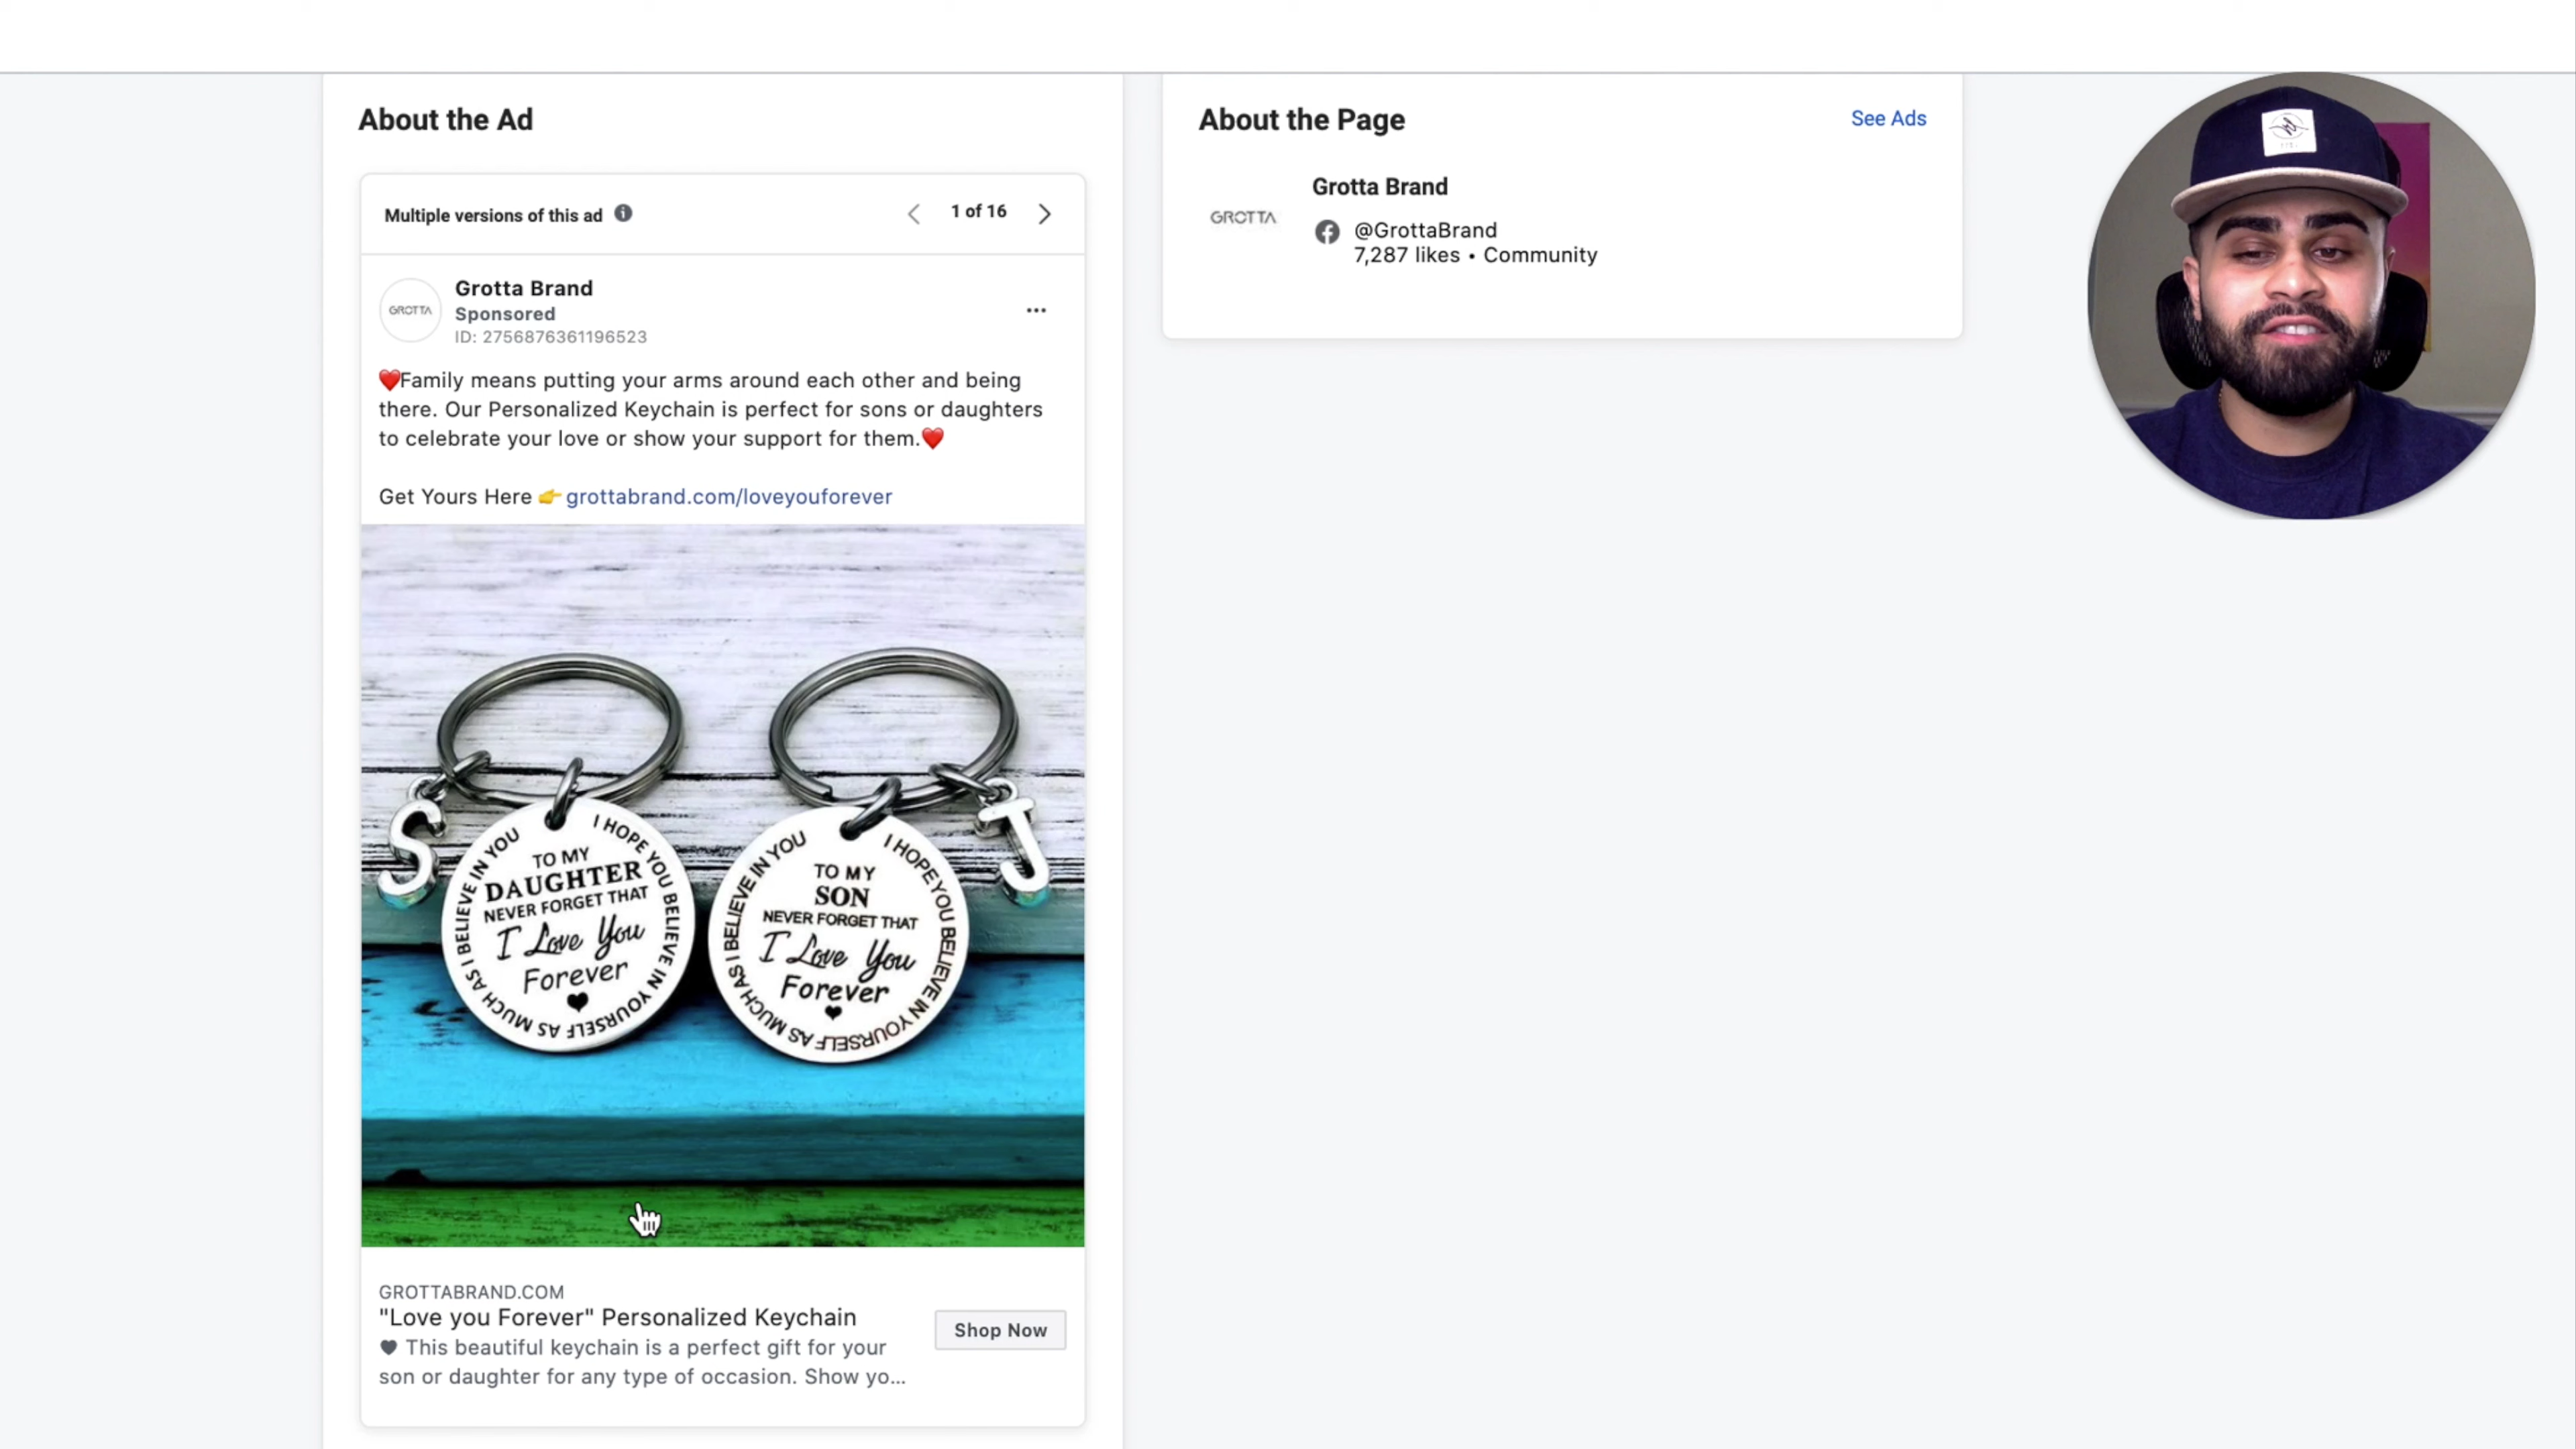 About the Ad
Multiple versions of this ad
1 of 16
GROTTA
Grotta Brand
Sponsored
ID: 2756876361196523
❤️Family means putting your arms around each other and being
there. Our Personalized Keychain is perfect for sons or daughters
to celebrate your love or show your support for them.❤️
Get Yours Here 👉 grottabrand.com/loveyouforever
S
I HOPE YOU BELIEVE IN YOURSELF AS MUCH AS I BELIEVE IN YOU
TO MY
DAUGHTER
NEVER FORGET THAT
I Love You
Forever
I HOPE YOU BELIEVE IN YOURSELF AS MUCH AS I BELIEVE IN YOU
TO MY
SON
NEVER FORGET THAT
I Love You
Forever
J
GROTTABRAND.COM
"Love you Forever" Personalized Keychain
♥ This beautiful keychain is a perfect gift for your
son or daughter for any type of occasion. Show yo...
Shop Now
About the Page
See Ads
GROTTA
Grotta Brand
@GrottaBrand
7,287 likes • Community